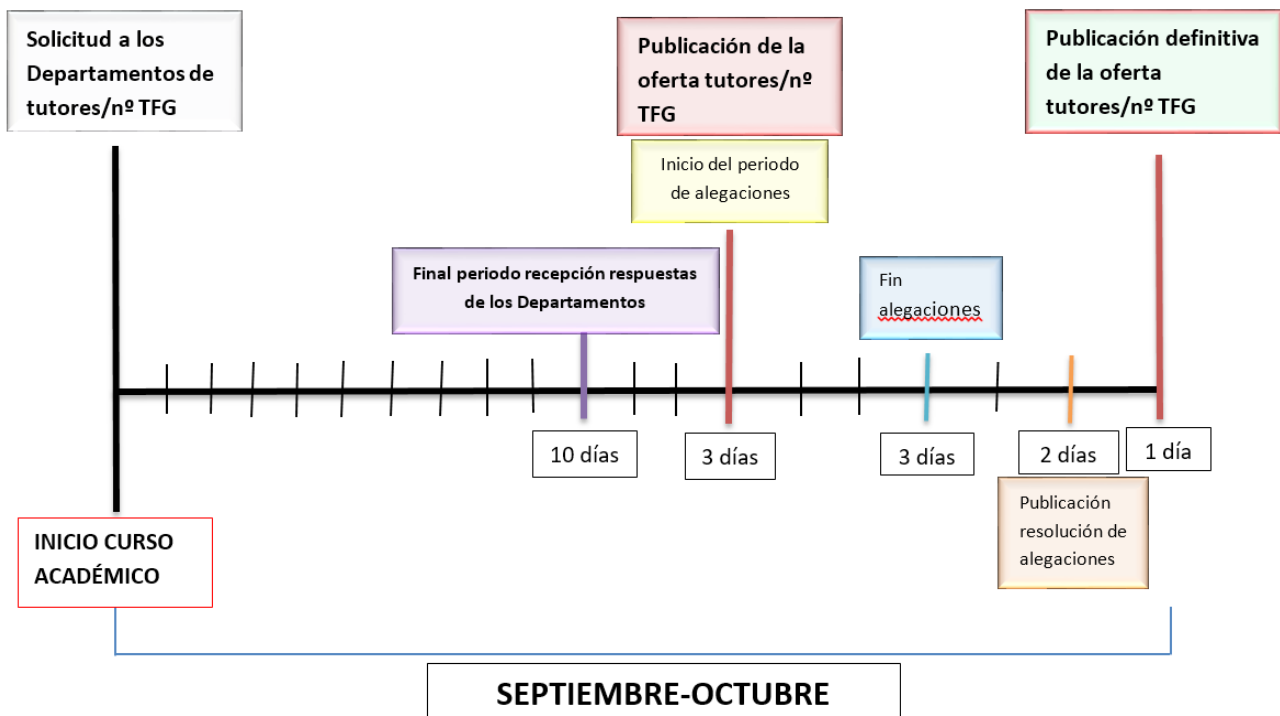 Solicitud a los
Departamentos de
tutores/nº TFG
Publicación de la
oferta tutores/nº
TFG
Publicación definitiva
de la oferta
tutores/nº TFG
Inicio del periodo
de alegaciones
Final periodo recepción respuestas
de los Departamentos
Fin
alegaciones
10 días
3 días
3 días
2 días
1 día
Publicación
resolución de
alegaciones
INICIO CURSO
ACADÉMICO
SEPTIEMBRE-OCTUBRE